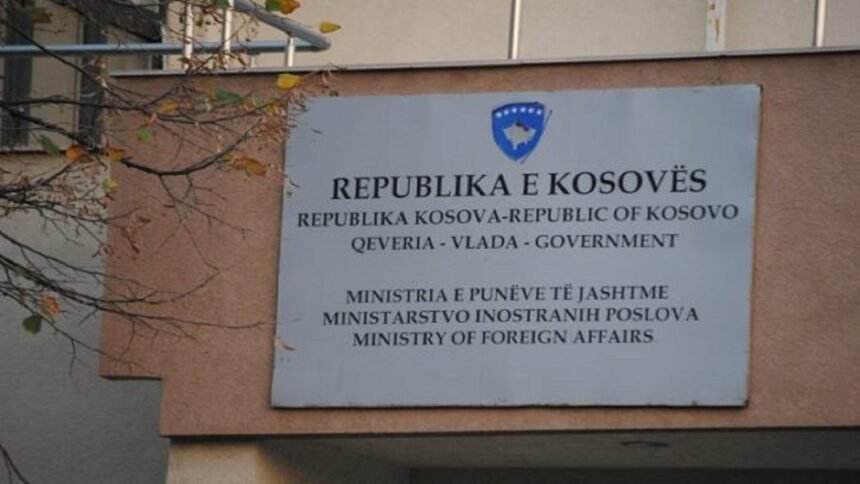 REPUBLIKA E KOSOVËS
REPUBLIKA KOSOVA-REPUBLIC OF KOSOVO
QEVERIA - VLADA - GOVERNMENT
MINISTRIA E PUNËVE TË JASHTME
MINISTARSTVO INOSTRANIH POSLOVA
MINISTRY OF FOREIGN AFFAIRS